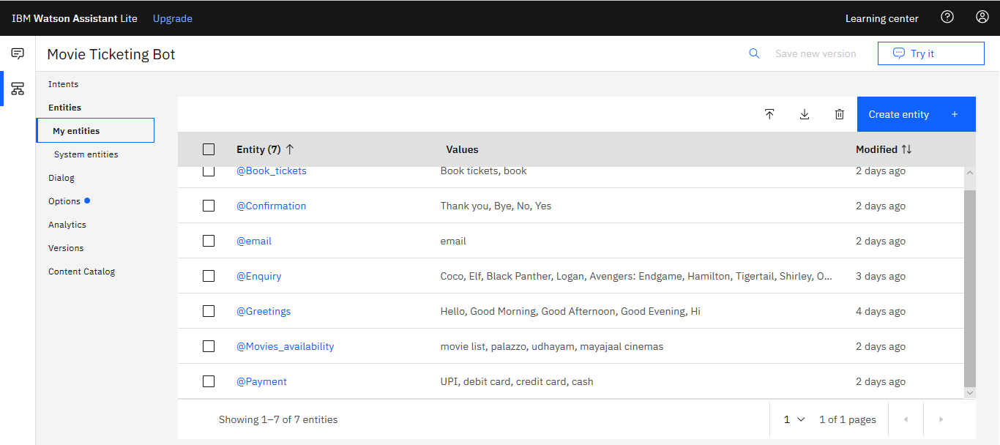 IBM Watson Assistant Lite Upgrade Learning center
Movie Ticketing Bot Save new version Try it
Intents
Entities
My entities
System entities
Dialog
Options
Analytics
Versions
Content Catalog
Create entity +
Entity (7) Values Modified
@Book_tickets Book tickets, book 2 days ago
@Confirmation Thank you, Bye, No, Yes 2 days ago
@email email 2 days ago
@Enquiry Coco, Elf, Black Panther, Logan, Avengers: Endgame, Hamilton, Tigertail, Shirley, O... 3 days ago
@Greetings Hello, Good Morning, Good Afternoon, Good Evening, Hi 4 days ago
@Movies_availability movie list, palazzo, udhayam, mayajaal cinemas 2 days ago
@Payment UPI, debit card, credit card, cash 2 days ago
Showing 1–7 of 7 entities 1 1 of 1 pages